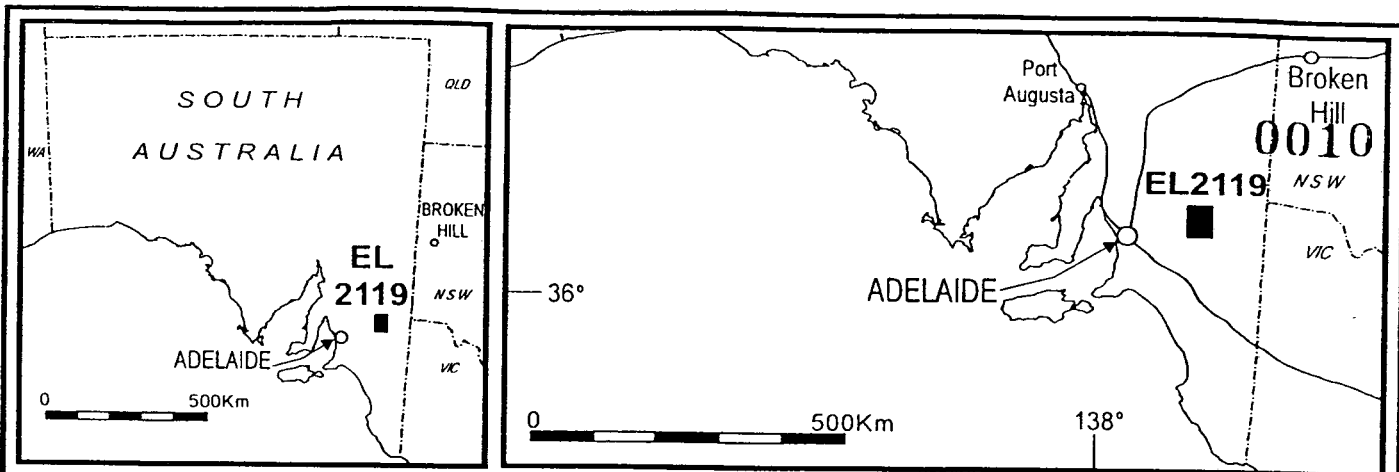 SOUTH
AUSTRALIA
WA
QLD
BROKEN
HILL
EL
2119
NSW
ADELAIDE
VIC
0
500Km
Port
Augusta
Broken
Hill
0010
EL2119
NSW
VIC
ADELAIDE
36°
0
500Km
138°